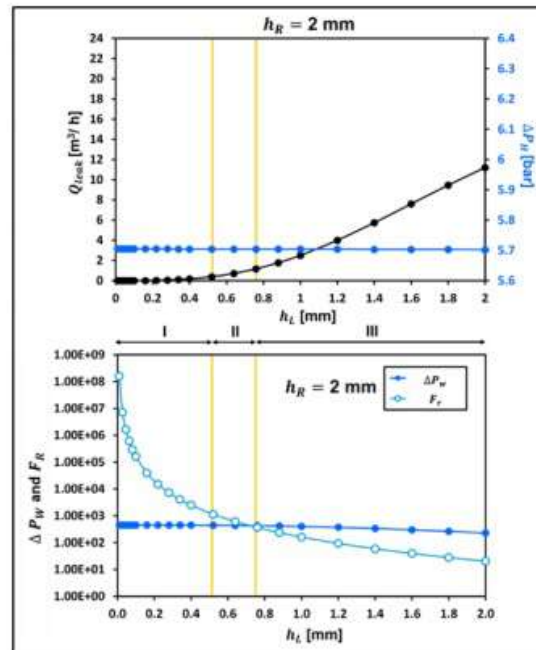 h_R = 2 mm
24
22
20
18
16
14
12
10
8
6
4
2
0
Q_leak [m³/ h]
6.4
6.3
6.2
6.1
6
5.9
5.8
5.7
5.6
ΔP_H [bar]
0 0.2 0.4 0.6 0.8 1 1.2 1.4 1.6 1.8 2
h_L [mm]
I II III
1.00E+09
1.00E+08
1.00E+07
1.00E+06
1.00E+05
1.00E+04
1.00E+03
1.00E+02
1.00E+01
1.00E+00
Δ P_W and F_R
h_R = 2 mm
ΔP_w
F_r
0.0 0.2 0.4 0.6 0.8 1.0 1.2 1.4 1.6 1.8 2.0
h_L [mm]